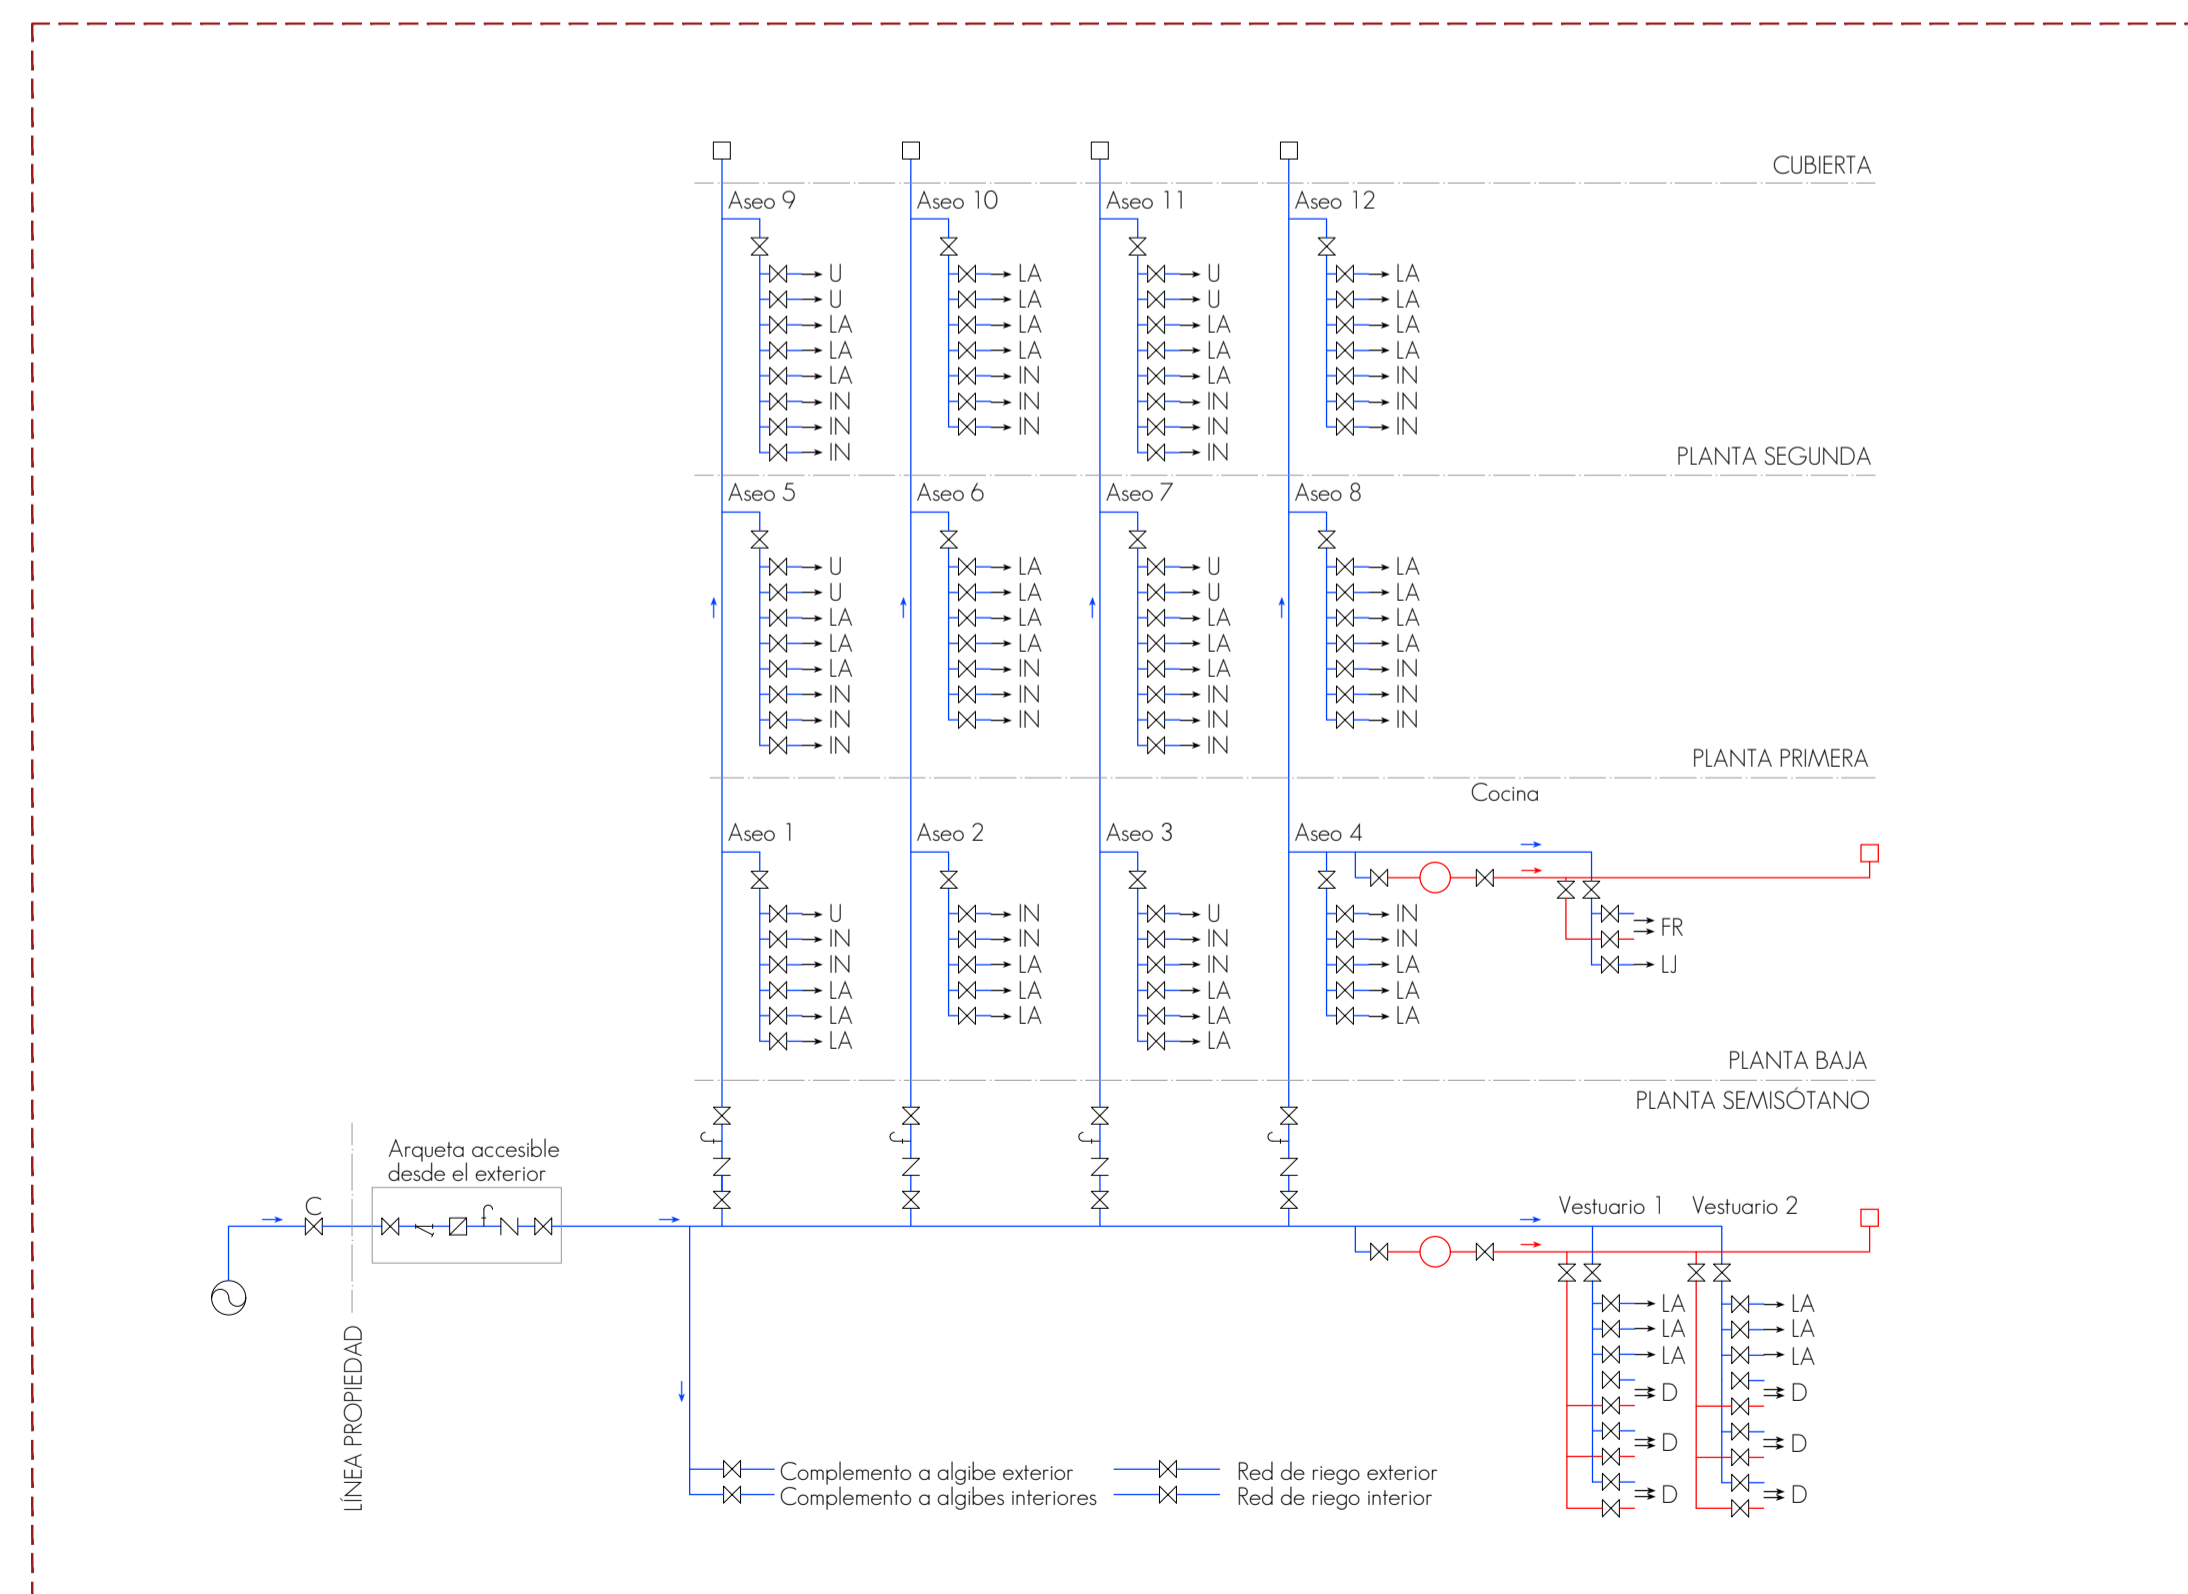 CUBIERTA
Aseo 9
Aseo 10
Aseo 11
Aseo 12
U
U
LA
LA
LA
IN
IN
IN
LA
LA
LA
LA
IN
IN
IN
U
U
LA
LA
LA
IN
IN
IN
LA
LA
LA
LA
IN
IN
IN
PLANTA SEGUNDA
Aseo 5
Aseo 6
Aseo 7
Aseo 8
U
U
LA
LA
LA
IN
IN
IN
LA
LA
LA
LA
IN
IN
IN
U
U
LA
LA
LA
IN
IN
IN
LA
LA
LA
LA
IN
IN
IN
PLANTA PRIMERA
Cocina
Aseo 1
Aseo 2
Aseo 3
Aseo 4
U
IN
IN
LA
LA
LA
IN
IN
LA
LA
LA
U
IN
IN
LA
LA
LA
IN
IN
LA
LA
LA
FR
LJ
PLANTA BAJA
PLANTA SEMISÓTANO
Arqueta accesible
desde el exterior
C
LÍNEA PROPIEDAD
Vestuario 1
Vestuario 2
LA
LA
LA
D
D
D
LA
LA
LA
D
D
D
Complemento a algibe exterior
Complemento a algibes interiores
Red de riego exterior
Red de riego interior